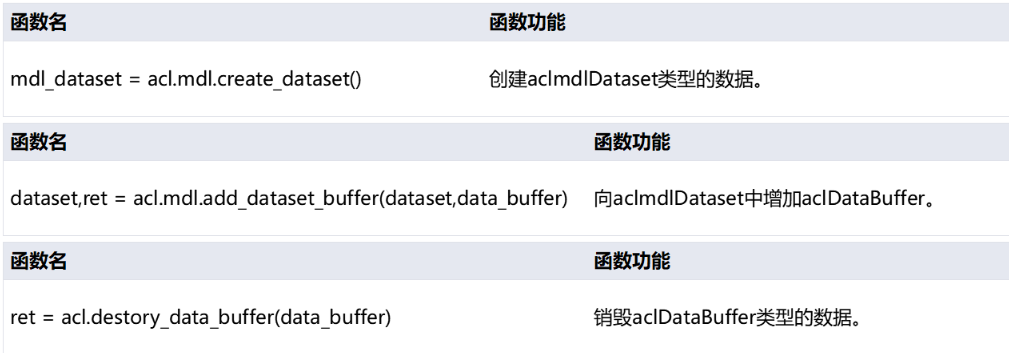 函数名 函数功能
mdl_dataset = acl.mdl.create_dataset() 创建aclmdlDataset类型的数据。
函数名 函数功能
dataset,ret = acl.mdl.add_dataset_buffer(dataset,data_buffer) 向aclmdlDataset中增加aclDataBuffer。
函数名 函数功能
ret = acl.destory_data_buffer(data_buffer) 销毁aclDataBuffer类型的数据。